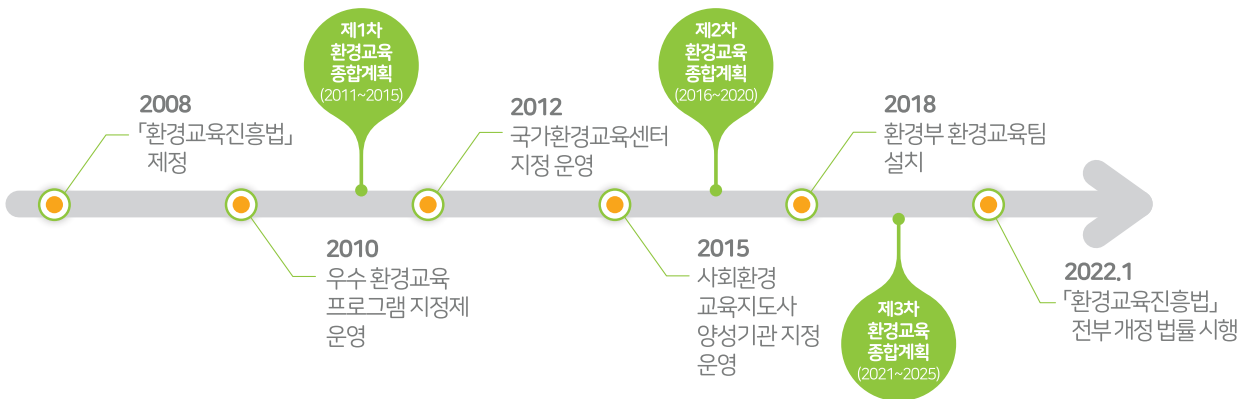 2008
「환경교육진흥법」
제정
2010
우수 환경교육
프로그램 지정제
운영
제1차
환경교육
종합계획
(2011~2015)
2012
국가환경교육센터
지정 운영
2015
사회환경
교육지도사
양성기관 지정
운영
제2차
환경교육
종합계획
(2016~2020)
2018
환경부 환경교육팀
설치
제3차
환경교육
종합계획
(2021~2025)
2022.1
「환경교육진흥법」
전부 개정 법률 시행